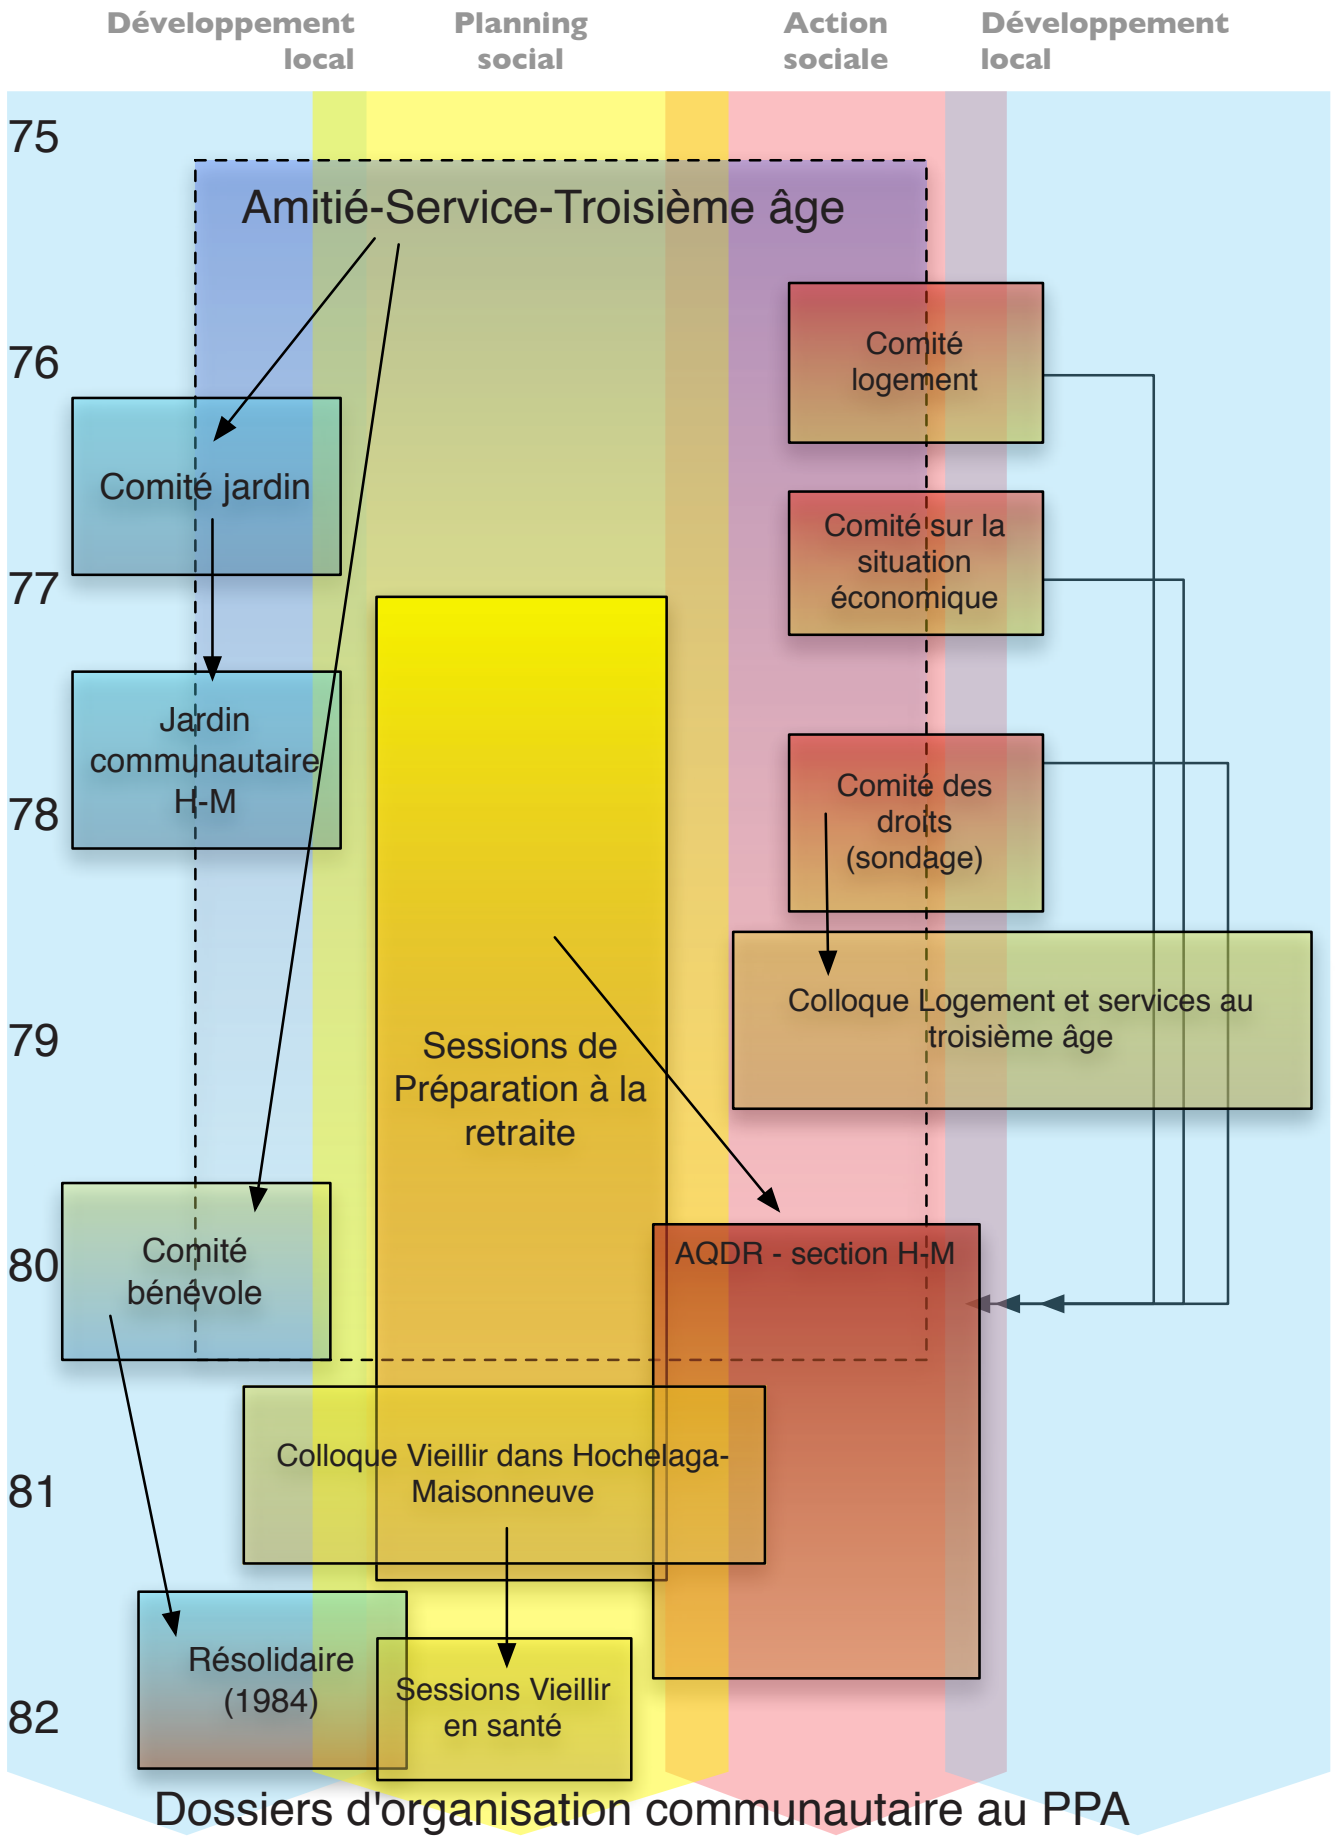 Développement
local
Planning
social
Action
sociale
Développement
local
75
Amitié-Service-Troisième âge
76
Comité
logement
Comité jardin
Comité sur la
situation
économique
77
Jardin
communautaire
H-M
78
Comité des
droits
(sondage)
Colloque Logement et services au
troisième âge
79
Sessions de
Préparation à la
retraite
80
Comité
bénévole
AQDR - section H-M
Colloque Vieillir dans Hochelaga-
Maisonneuve
81
Résolidaire
(1984)
Sessions Vieillir
en santé
82
Dossiers d'organisation communautaire au PPA